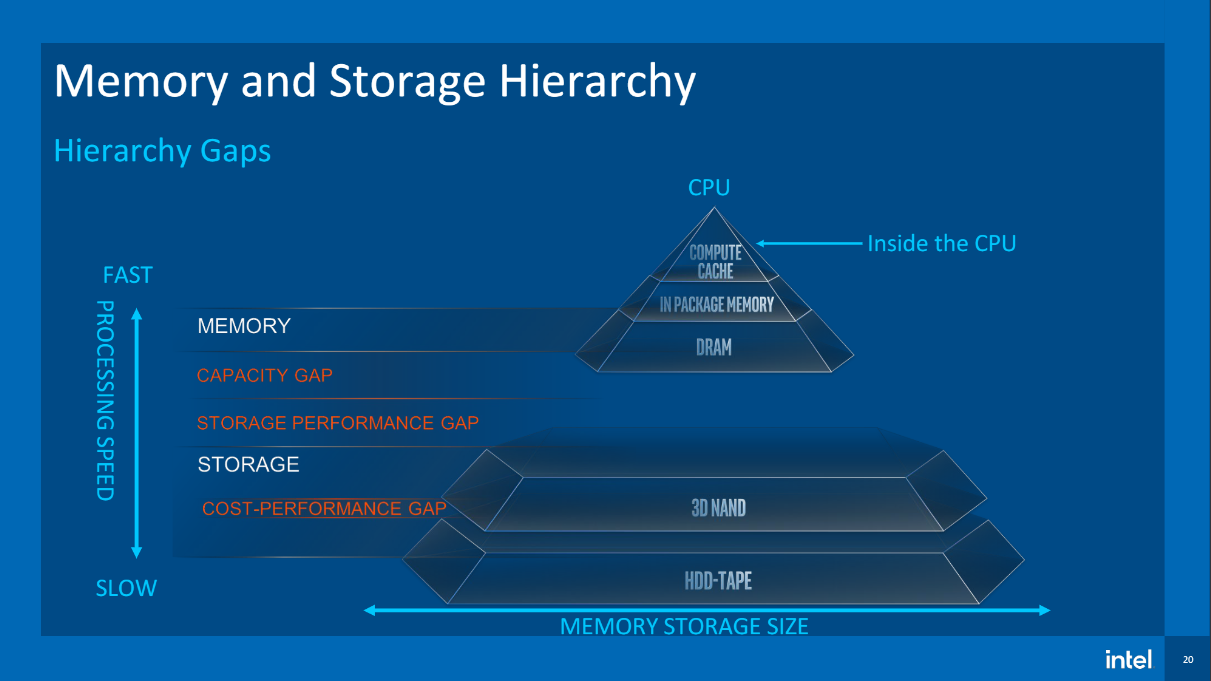 Memory and Storage Hierarchy
Hierarchy Gaps
CPU
Inside the CPU
COMPUTE
CACHE
IN PACKAGE MEMORY
DRAM
FAST
PROCESSING SPEED
SLOW
MEMORY
CAPACITY GAP
STORAGE PERFORMANCE GAP
STORAGE
COST-PERFORMANCE GAP
3D NAND
HDD-TAPE
MEMORY STORAGE SIZE
intel
20